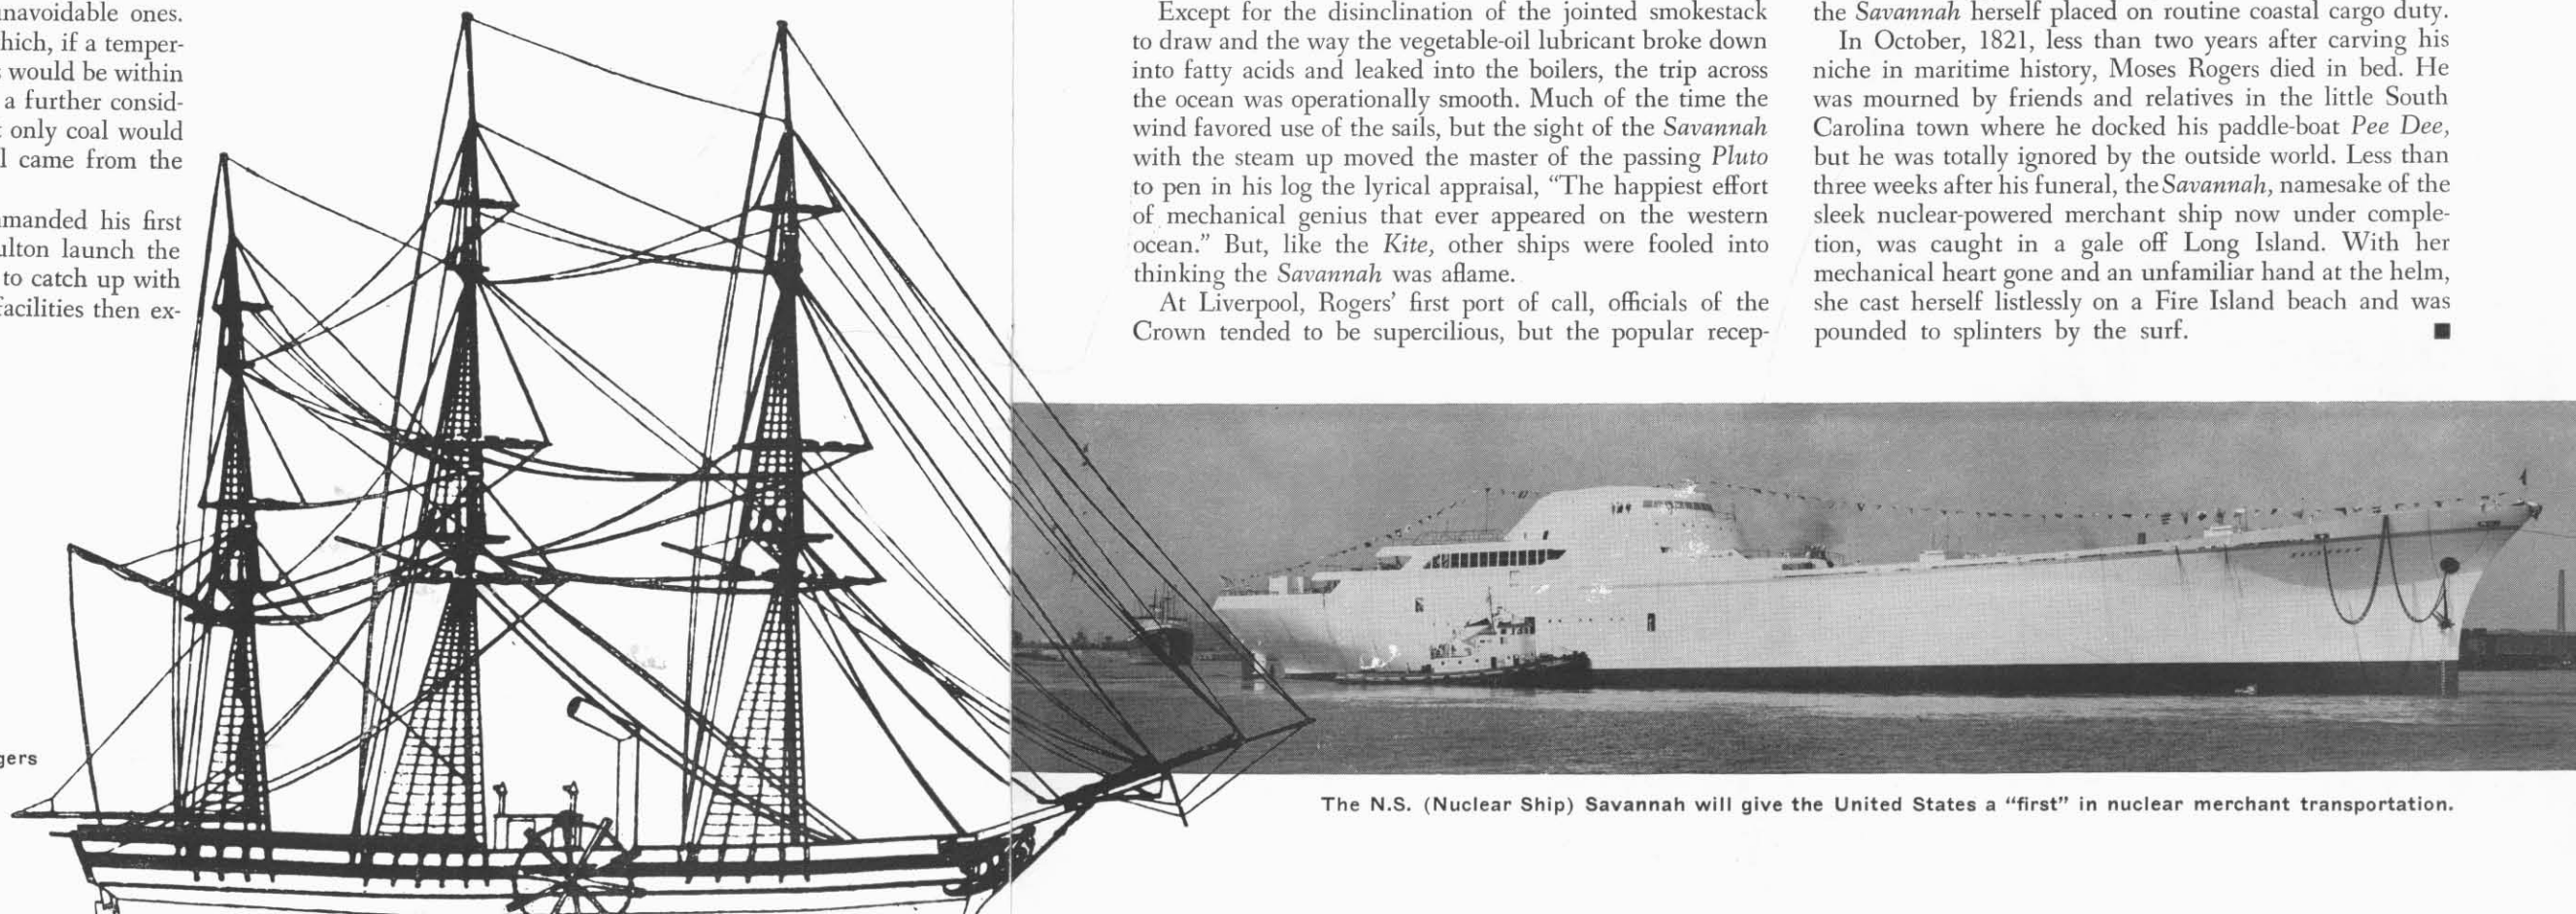 unavoidable ones.
which, if a temper-
would be within
a further consid-
only coal would
came from the
manded his first
ulton launch the
to catch up with
facilities then ex-
gers
Except for the disinclination of the jointed smokestack
to draw and the way the vegetable-oil lubricant broke down
into fatty acids and leaked into the boilers, the trip across
the ocean was operationally smooth. Much of the time the
wind favored use of the sails, but the sight of the Savannah
with the steam up moved the master of the passing Pluto
to pen in his log the lyrical appraisal, “The happiest effort
of mechanical genius that ever appeared on the western
ocean.” But, like the Kite, other ships were fooled into
thinking the Savannah was aflame.
At Liverpool, Rogers’ first port of call, officials of the
Crown tended to be supercilious, but the popular recep-
the Savannah herself placed on routine coastal cargo duty.
In October, 1821, less than two years after carving his
niche in maritime history, Moses Rogers died in bed. He
was mourned by friends and relatives in the little South
Carolina town where he docked his paddle-boat Pee Dee,
but he was totally ignored by the outside world. Less than
three weeks after his funeral, the Savannah, namesake of the
sleek nuclear-powered merchant ship now under comple-
tion, was caught in a gale off Long Island. With her
mechanical heart gone and an unfamiliar hand at the helm,
she cast herself listlessly on a Fire Island beach and was
pounded to splinters by the surf. ■
SAVANNAH
The N.S. (Nuclear Ship) Savannah will give the United States a “first” in nuclear merchant transportation.